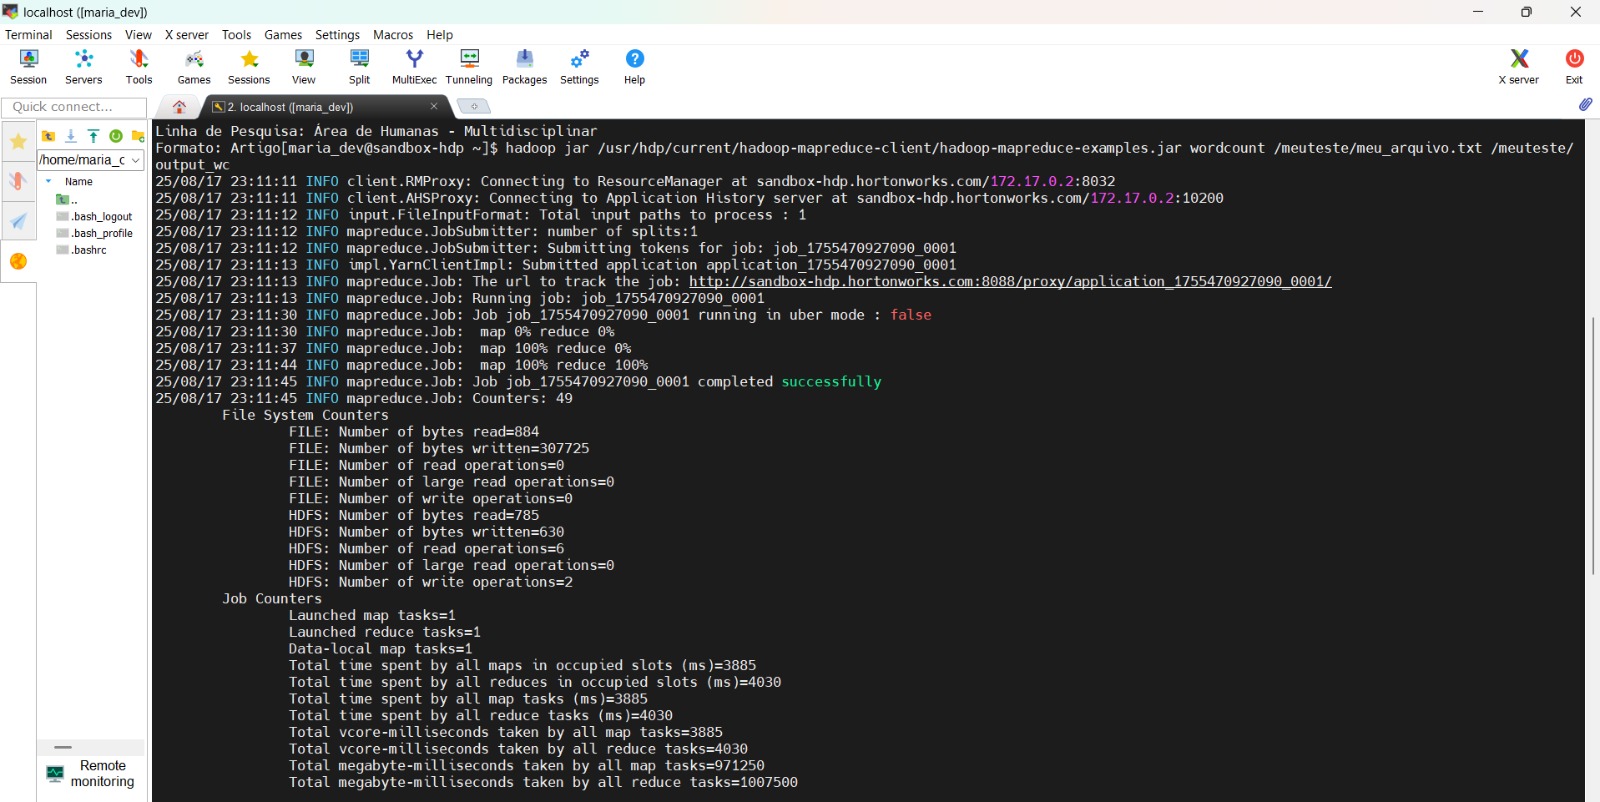 localhost ([maria_dev])
Terminal Sessions View X server Tools Games Settings Macros Help
Session Servers Tools Games Sessions View Split MultiExec Tunneling Packages Settings Help X server Exit
Quick connect...
2. localhost ([maria_dev])
/home/maria_c
Name
..
.bash_logout
.bash_profile
.bashrc
Remote
monitoring
Linha de Pesquisa: Área de Humanas - Multidisciplinar
Formato: Artigo[maria_dev@sandbox-hdp ~]$ hadoop jar /usr/hdp/current/hadoop-mapreduce-client/hadoop-mapreduce-examples.jar wordcount /meuteste/meu_arquivo.txt /meuteste/
output_wc
25/08/17 23:11:11 INFO client.RMProxy: Connecting to ResourceManager at sandbox-hdp.hortonworks.com/172.17.0.2:8032
25/08/17 23:11:11 INFO client.AHSProxy: Connecting to Application History server at sandbox-hdp.hortonworks.com/172.17.0.2:10200
25/08/17 23:11:12 INFO input.FileInputFormat: Total input paths to process : 1
25/08/17 23:11:12 INFO mapreduce.JobSubmitter: number of splits:1
25/08/17 23:11:12 INFO mapreduce.JobSubmitter: Submitting tokens for job: job_1755470927090_0001
25/08/17 23:11:13 INFO impl.YarnClientImpl: Submitted application application_1755470927090_0001
25/08/17 23:11:13 INFO mapreduce.Job: The url to track the job: http://sandbox-hdp.hortonworks.com:8088/proxy/application_1755470927090_0001/
25/08/17 23:11:13 INFO mapreduce.Job: Running job: job_1755470927090_0001
25/08/17 23:11:30 INFO mapreduce.Job: Job job_1755470927090_0001 running in uber mode : false
25/08/17 23:11:30 INFO mapreduce.Job:  map 0% reduce 0%
25/08/17 23:11:37 INFO mapreduce.Job:  map 100% reduce 0%
25/08/17 23:11:44 INFO mapreduce.Job:  map 100% reduce 100%
25/08/17 23:11:45 INFO mapreduce.Job: Job job_1755470927090_0001 completed successfully
25/08/17 23:11:45 INFO mapreduce.Job: Counters: 49
File System Counters
FILE: Number of bytes read=884
FILE: Number of bytes written=307725
FILE: Number of read operations=0
FILE: Number of large read operations=0
FILE: Number of write operations=0
HDFS: Number of bytes read=785
HDFS: Number of bytes written=630
HDFS: Number of read operations=6
HDFS: Number of large read operations=0
HDFS: Number of write operations=2
Job Counters
Launched map tasks=1
Launched reduce tasks=1
Data-local map tasks=1
Total time spent by all maps in occupied slots (ms)=3885
Total time spent by all reduces in occupied slots (ms)=4030
Total time spent by all map tasks (ms)=3885
Total time spent by all reduce tasks (ms)=4030
Total vcore-milliseconds taken by all map tasks=3885
Total vcore-milliseconds taken by all reduce tasks=4030
Total megabyte-milliseconds taken by all map tasks=971250
Total megabyte-milliseconds taken by all reduce tasks=1007500